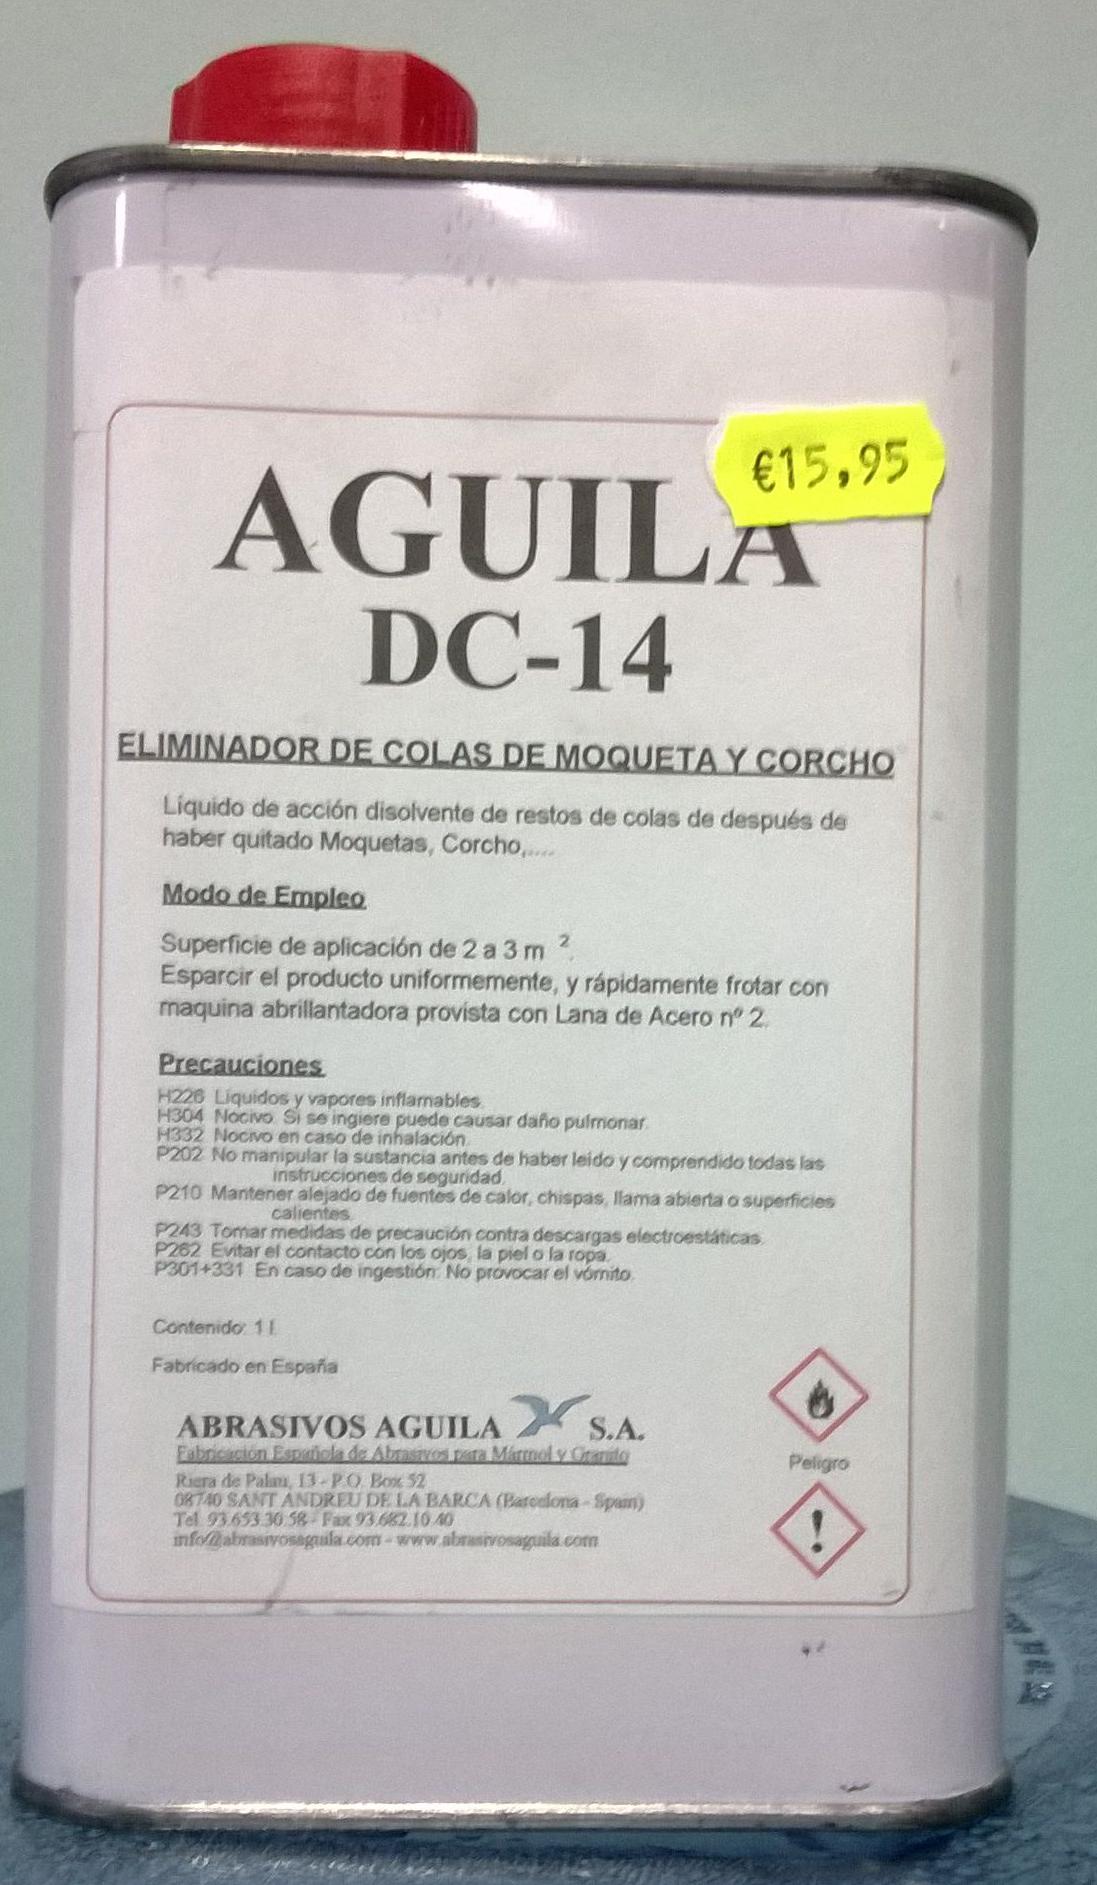 €15,95
AGUILA
DC-14
ELIMINADOR DE COLAS DE MOQUETA Y CORCHO
Líquido de acción disolvente de restos de colas de después de
haber quitado Moquetas, Corcho,....
Modo de Empleo
Superficie de aplicación de 2 a 3 m 2.
Esparcir el producto uniformemente, y rápidamente frotar con
maquina abrillantadora provista con Lana de Acero nº 2.
Precauciones
H226 Líquidos y vapores inflamables.
H304 Nocivo. Si se ingiere puede causar daño pulmonar.
H332 Nocivo en caso de inhalación.
P202 No manipular la sustancia antes de haber leído y comprendido todas las
instrucciones de seguridad.
P210 Mantener alejado de fuentes de calor, chispas, llama abierta o superficies
calientes.
P243 Tomar medidas de precaución contra descargas electroestáticas.
P262 Evitar el contacto con los ojos, la piel o la ropa.
P301+331 En caso de ingestión: No provocar el vómito.
Contenido: 1 l
Fabricado en España
ABRASIVOS AGUILA S.A.
Fabricación Española de Abrasivos para Mármol y Granito
Riera de Palau, 13 - P.O. Box 52
08740 SANT ANDREU DE LA BARCA (Barcelona - Spain)
Tel. 93.653.30.58 - Fax 93.682.10.40
info@abrasivosaguila.com - www.abrasivosaguila.com
Peligro